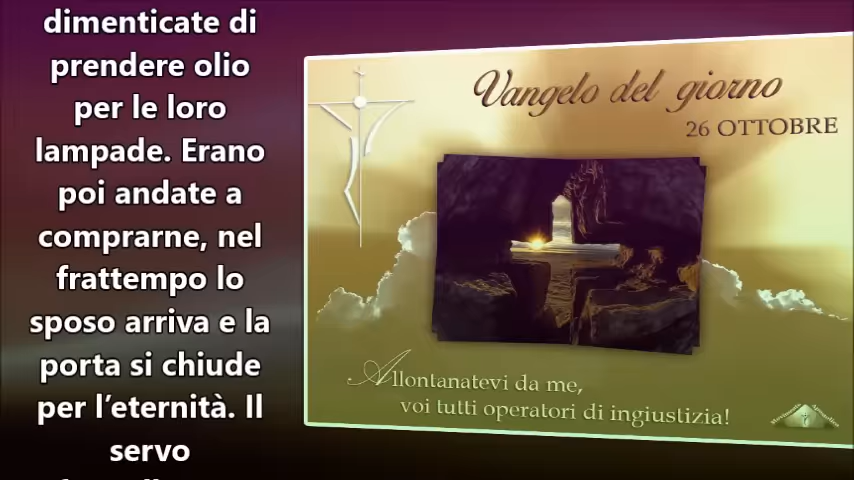 dimenticate di
prendere olio
per le loro
lampade. Erano
poi andate a
comprarne, nel
frattempo lo
sposo arriva e la
porta si chiude
per l’eternità. Il
servo
Vangelo del giorno
26 OTTOBRE
Allontanatevi da me,
voi tutti operatori di ingiustizia!